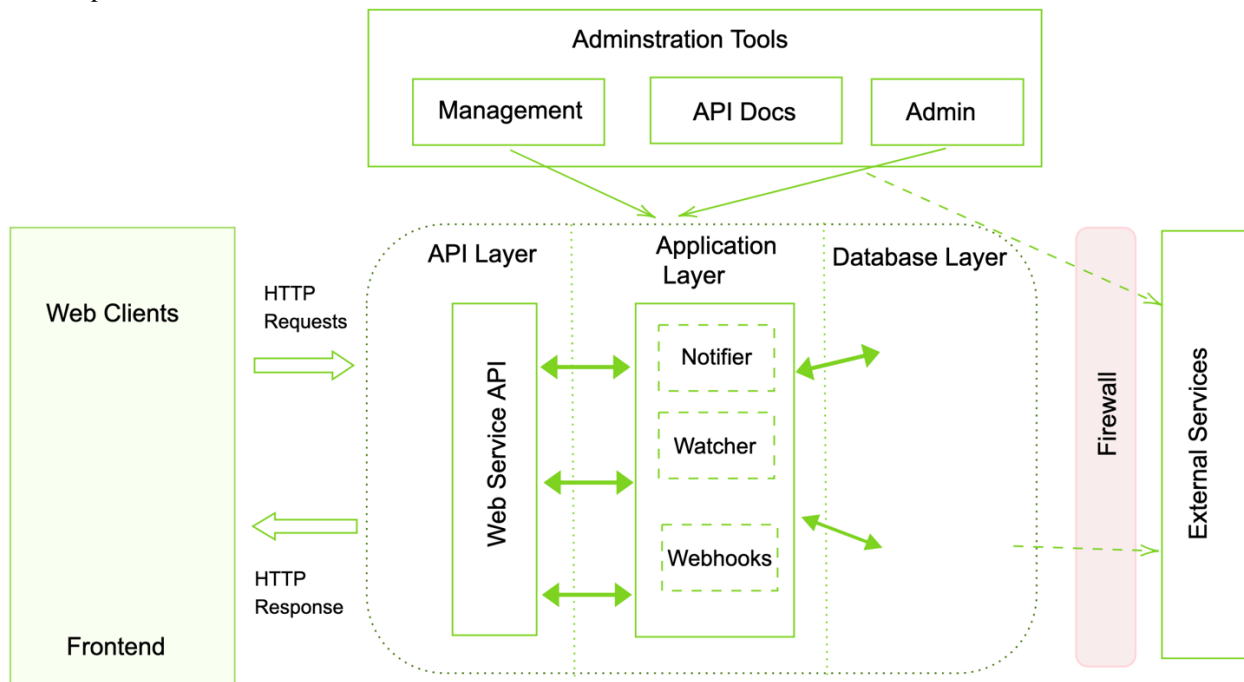 Adminstration Tools
Management
API Docs
Admin
API Layer
Application
Layer
Database Layer
Web Clients
HTTP
Requests
Web Service API
Notifier
Watcher
Webhooks
HTTP
Response
Frontend
Firewall
External Services